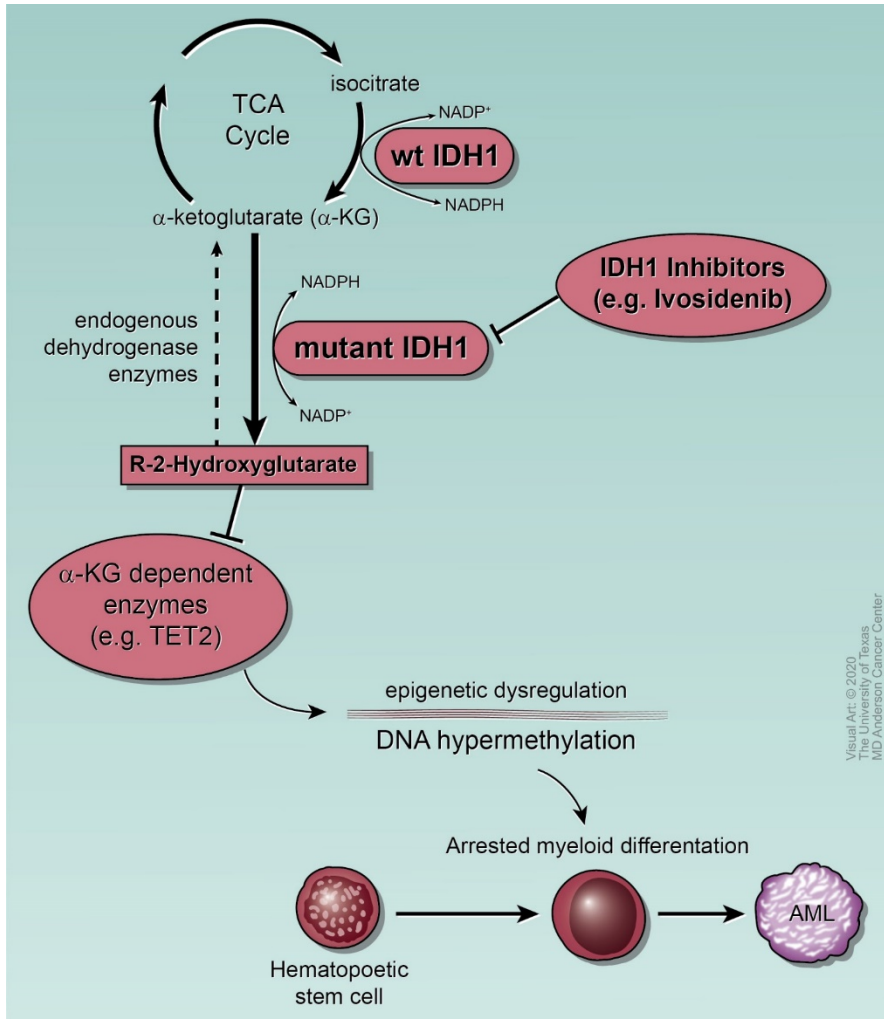 isocitrate
TCA
Cycle
NADP⁺
wt IDH1
NADPH
α-ketoglutarate (α-KG)
IDH1 Inhibitors
(e.g. Ivosidenib)
NADPH
endogenous
dehydrogenase
enzymes
mutant IDH1
NADP⁺
R-2-Hydroxyglutarate
α-KG dependent
enzymes
(e.g. TET2)
epigenetic dysregulation
DNA hypermethylation
Arrested myeloid differentation
AML
Hematopoetic
stem cell
Visual Art: © 2020
The University of Texas
MD Anderson Cancer Center